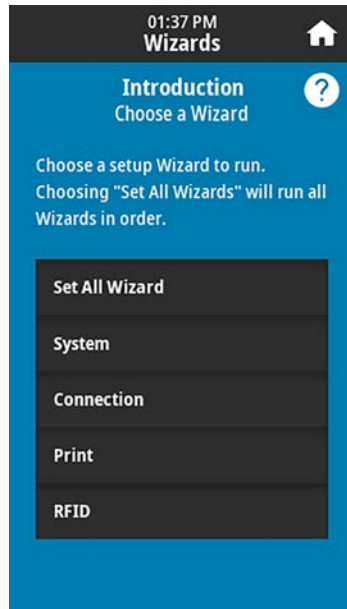 01:37 PM
Wizards
Introduction
?
Choose a Wizard
Choose a setup Wizard to run.
Choosing "Set All Wizards" will run all
Wizards in order.
Set All Wizard
System
Connection
Print
RFID